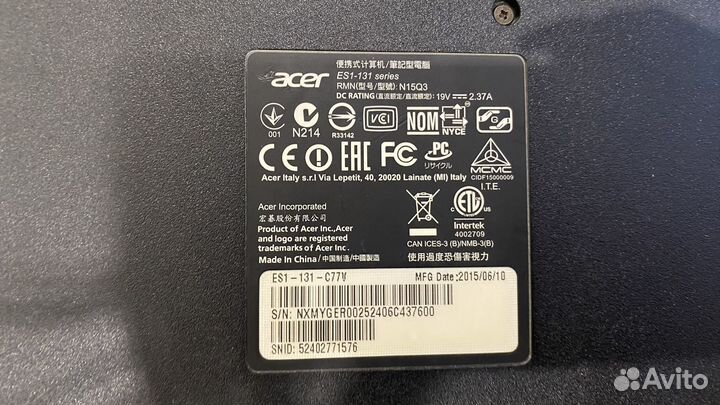 acer
便携式计算机/筆記型電腦
ES1-131 series
RMN(型号/型號): N15Q3
DC RATING(直流額定/直流额定): 19V ⎓ 2.37A
001
N214
R33142
VCI
NOM
NYCE
G
CE
EAC
FC
PC
リサイクル
MCMC
CIDF15000009
Acer Italy s.r.l Via Lepetit, 40, 20020 Lainate (MI) Italy
I.T.E.
Acer Incorporated
宏碁股份有限公司
Product of Acer Inc.,Acer
and logo are registered
trademarks of Acer Inc.
Made In China/中国制造/中國製造
C
ETL
US
Intertek
4002709
CAN ICES-3 (B)/NMB-3(B)
使用過度恐傷害視力
ES1-131-C77V
MFG Date:2015/06/10
S/N: NXMYGER00252406C437600
SNID: 52402771576
Avito